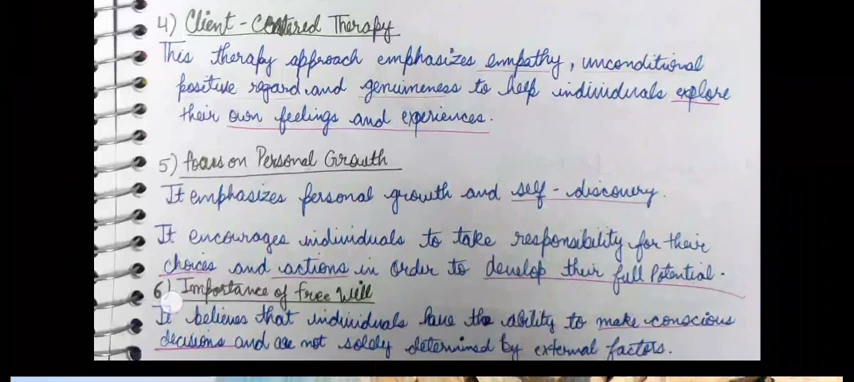 4) Client-Centered Therapy
This therapy approach emphasizes empathy, unconditional
positive regard and genuineness to help individuals explore
their own feelings and experiences.
5) focus on Personal Growth
It emphasizes personal growth and self-discovery.
It encourages individuals to take responsibility for their
choices and actions in order to develop their full Potential.
6) Importance of free Will
It believes that individuals have the ability to make conscious
decisions and are not solely determined by external factors.